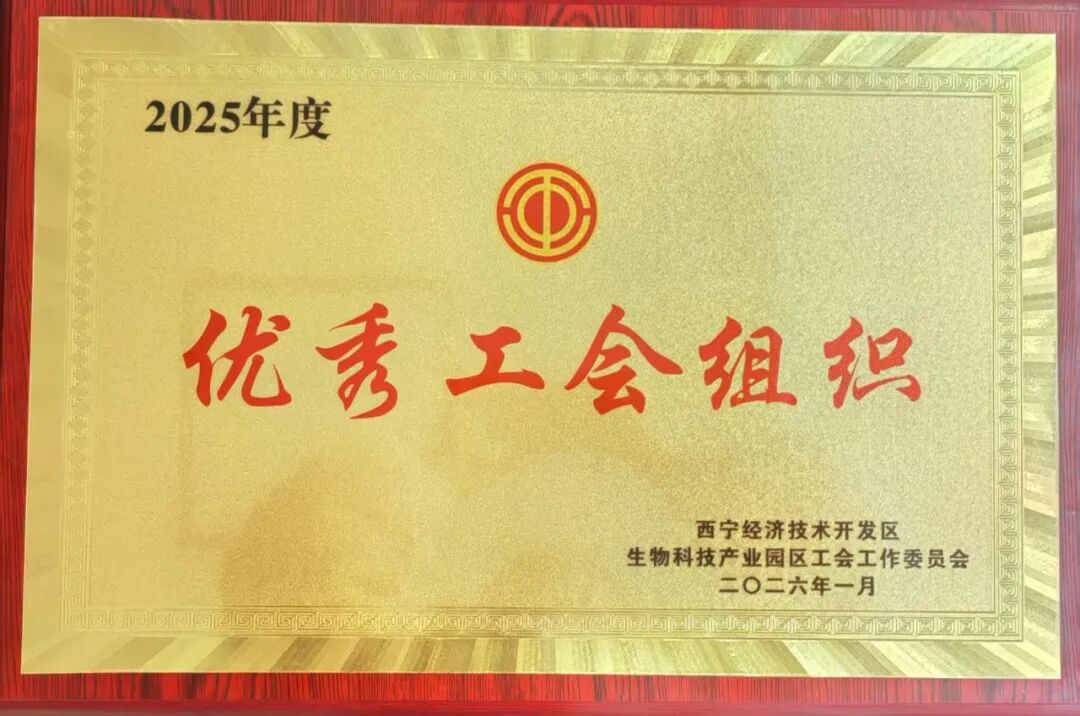 2025年度
优秀工会组织
西宁经济技术开发区
生物科技产业园区工会工作委员会
二〇二六年一月